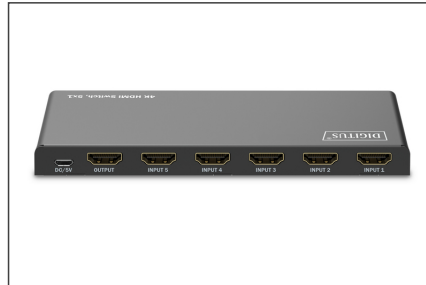 4K HDMI Switch, 5x1
DIGITUS
DC/5V OUTPUT INPUT 5 INPUT 4 INPUT 3 INPUT 2 INPUT 1